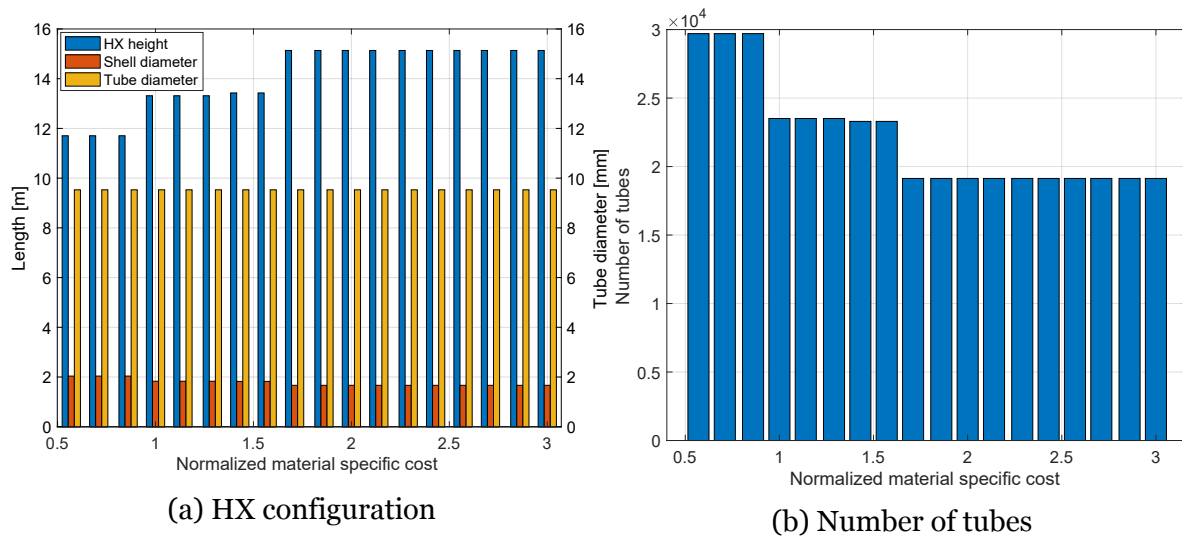 16
14
12
10
8
6
4
2
0
Length [m]
HX height
Shell diameter
Tube diameter
16
14
12
10
8
6
4
2
0
Tube diameter [mm]
0.5 1 1.5 2 2.5 3
Normalized material specific cost
(a) HX configuration
×10⁴
3
2.5
2
1.5
1
0.5
0
Number of tubes
0.5 1 1.5 2 2.5 3
Normalized material specific cost
(b) Number of tubes